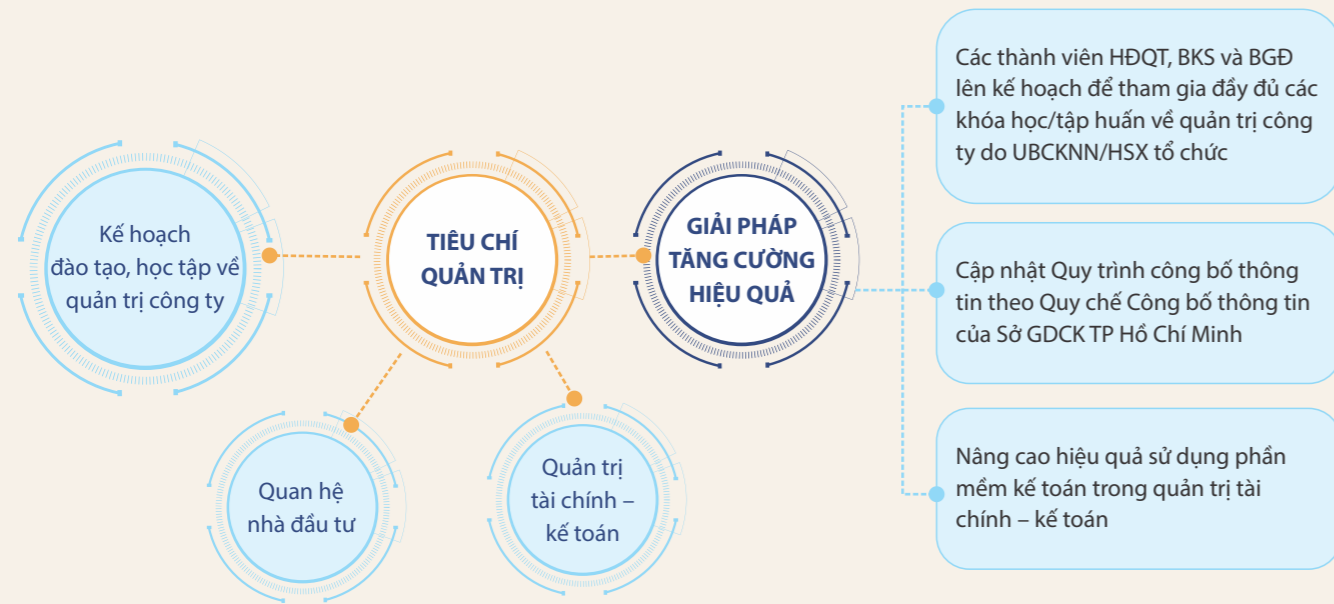 Kế hoạch
đào tạo, học tập về
quản trị công ty
TIÊU CHÍ
QUẢN TRỊ
Quan hệ
nhà đầu tư
Quản trị
tài chính –
kế toán
GIẢI PHÁP
TĂNG CƯỜNG
HIỆU QUẢ
Các thành viên HĐQT, BKS và BGĐ
lên kế hoạch để tham gia đầy đủ các
khóa học/tập huấn về quản trị công
ty do UBCKNN/HSX tổ chức
Cập nhật Quy trình công bố thông
tin theo Quy chế Công bố thông tin
của Sở GDCK TP Hồ Chí Minh
Nâng cao hiệu quả sử dụng phần
mềm kế toán trong quản trị tài
chính – kế toán